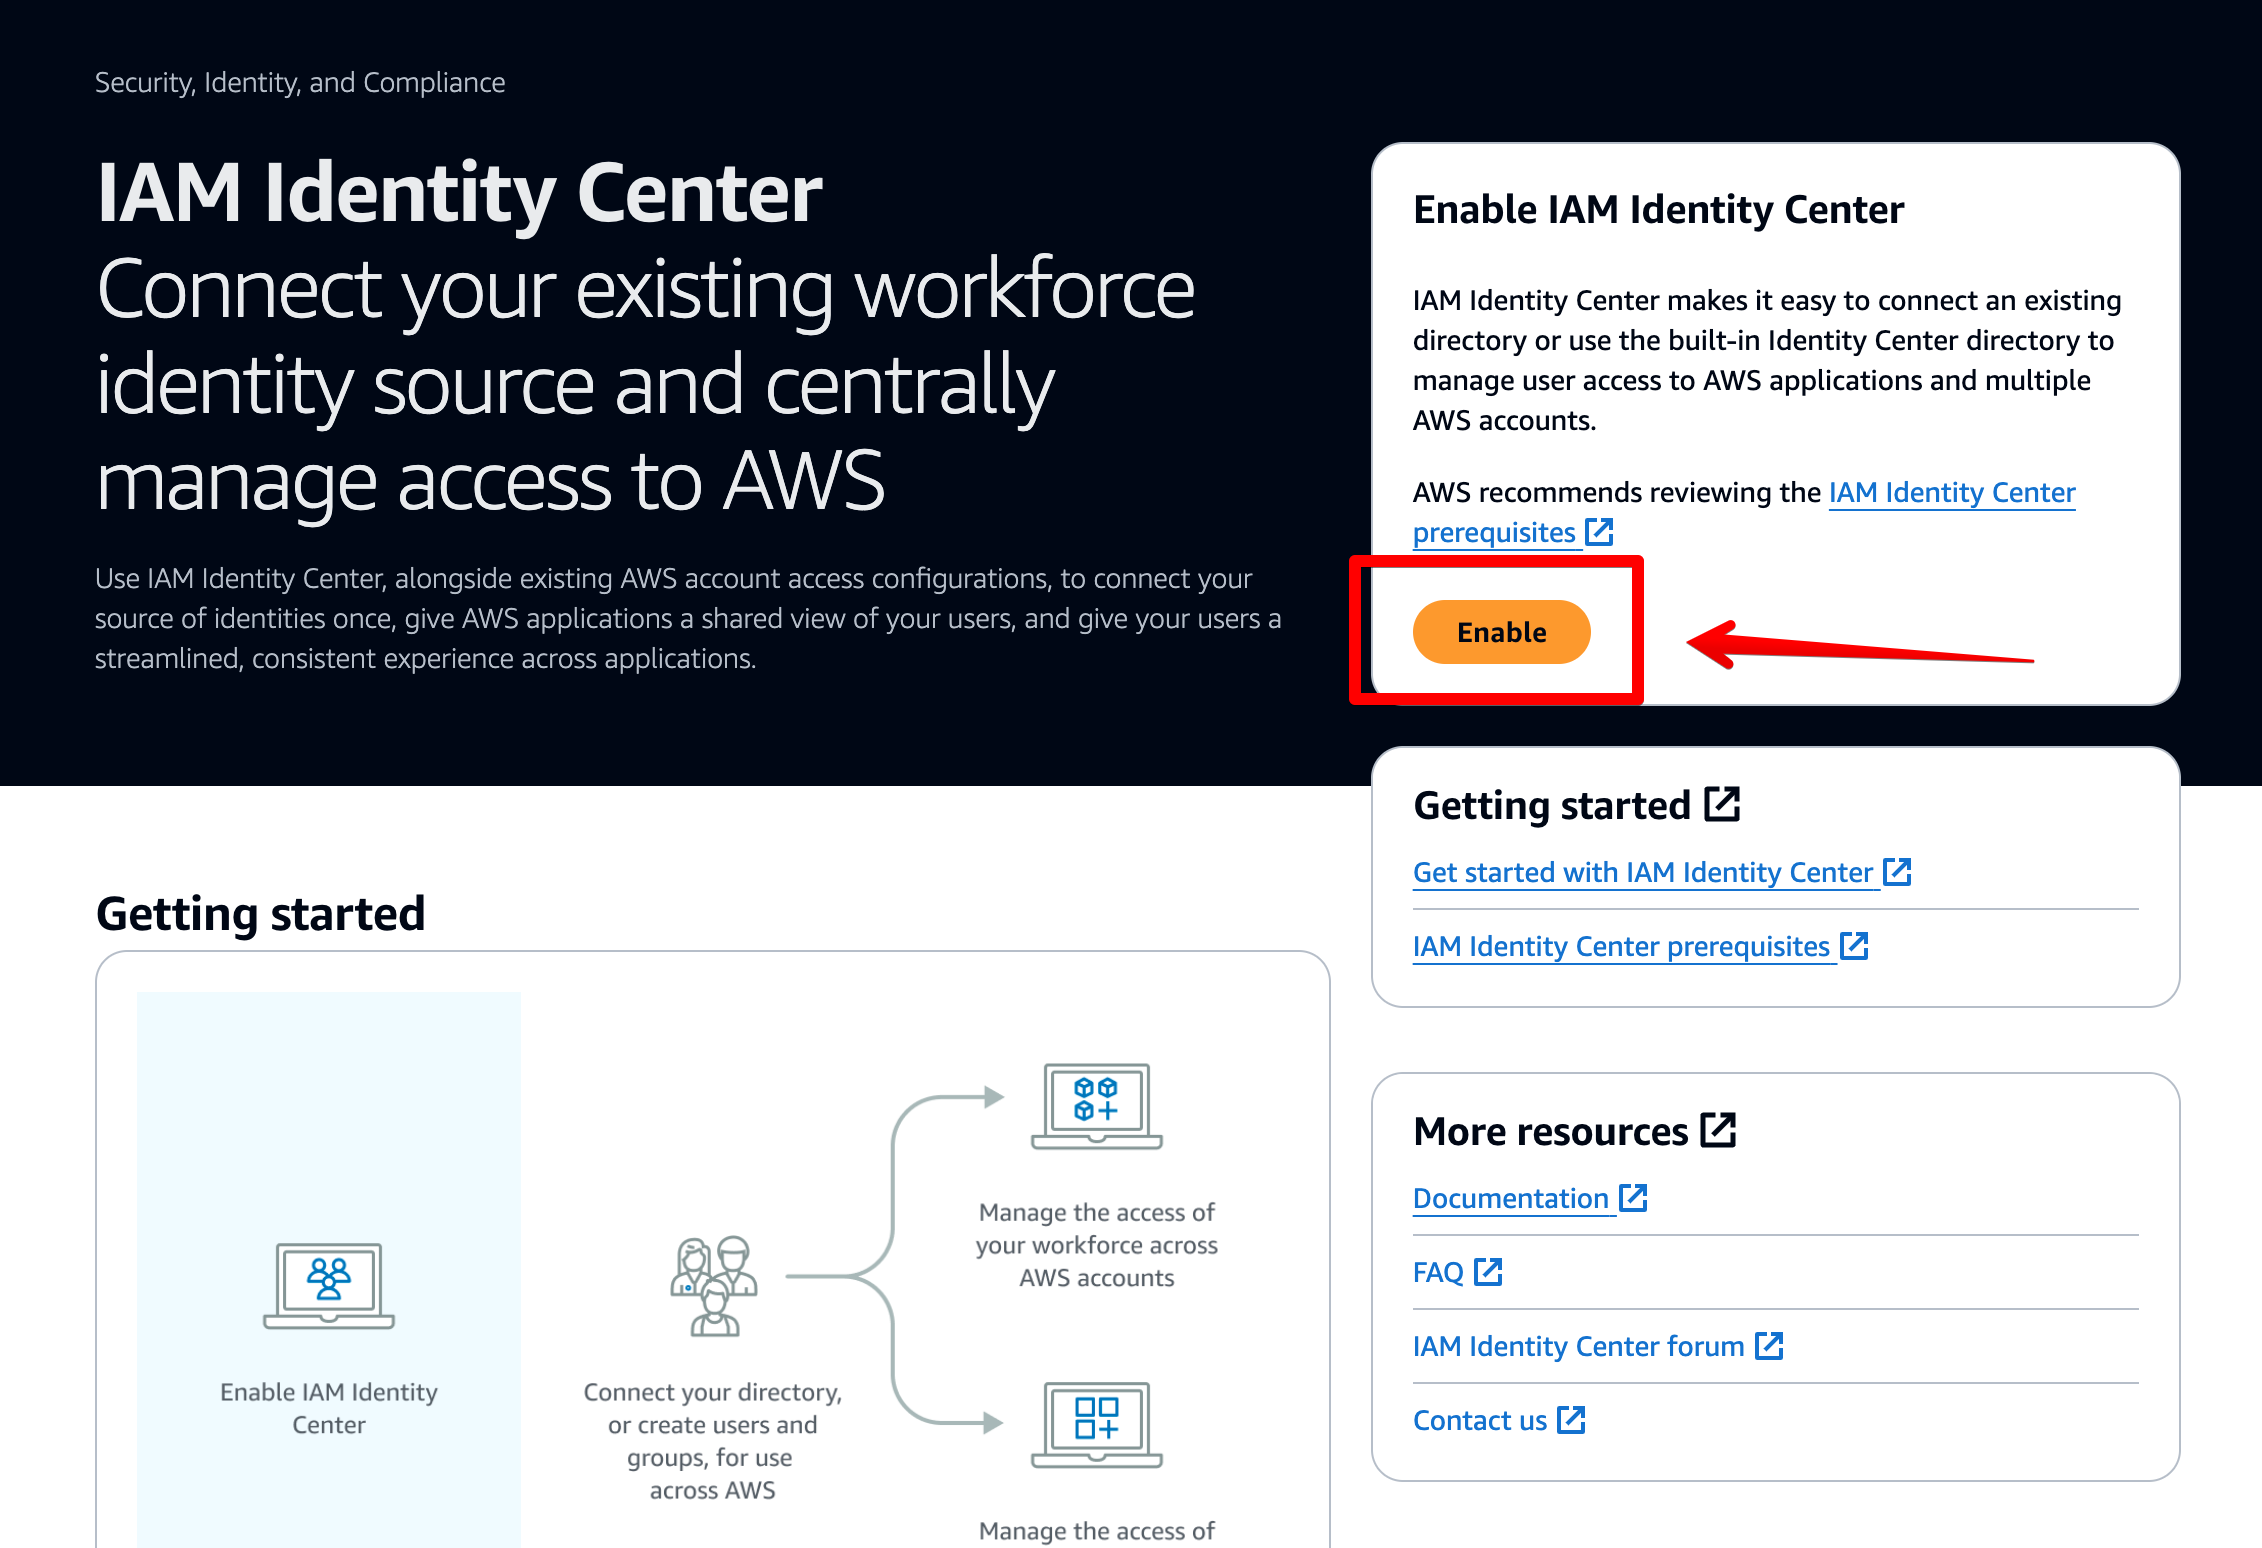 Security, Identity, and Compliance
IAM Identity Center
Connect your existing workforce
identity source and centrally
manage access to AWS
Use IAM Identity Center, alongside existing AWS account access configurations, to connect your
source of identities once, give AWS applications a shared view of your users, and give your users a
streamlined, consistent experience across applications.
Enable IAM Identity Center
IAM Identity Center makes it easy to connect an existing
directory or use the built-in Identity Center directory to
manage user access to AWS applications and multiple
AWS accounts.
AWS recommends reviewing the IAM Identity Center
prerequisites
Enable
Getting started
Get started with IAM Identity Center
IAM Identity Center prerequisites
More resources
Documentation
FAQ
IAM Identity Center forum
Contact us
Getting started
Enable IAM Identity
Center
Connect your directory,
or create users and
groups, for use
across AWS
Manage the access of
your workforce across
AWS accounts
Manage the access of